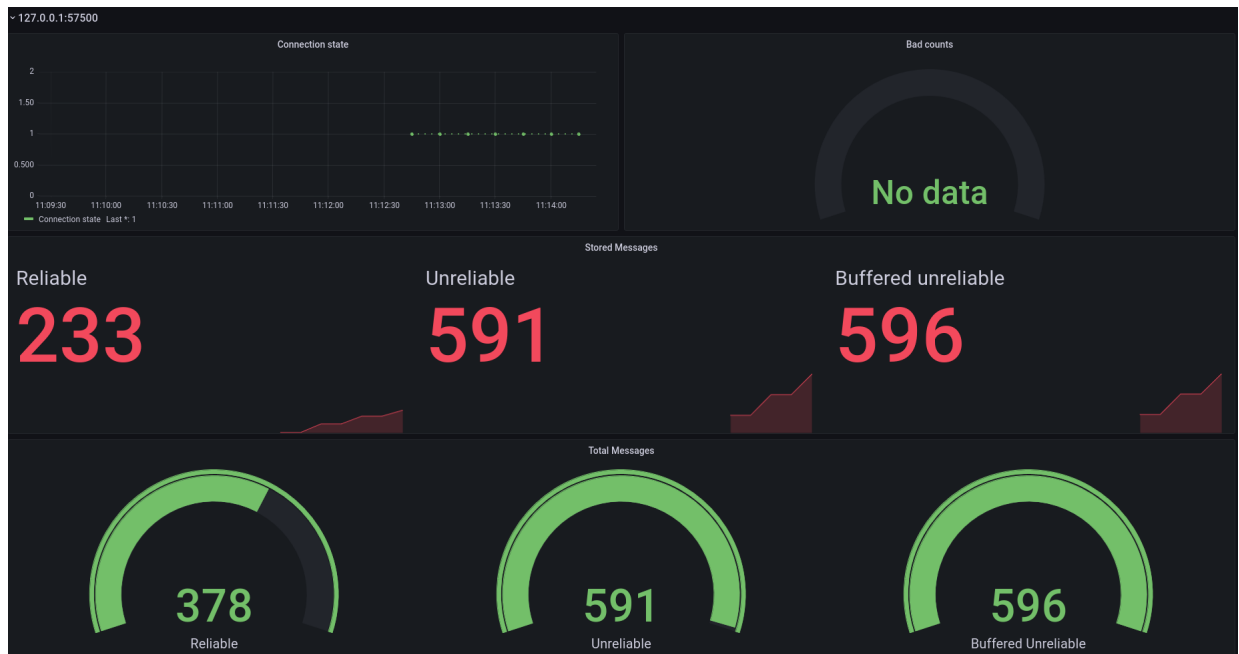 127.0.0.1:57500
Connection state
2
1.50
1
0.500
0
11:09:30 11:10:00 11:10:30 11:11:00 11:11:30 11:12:00 11:12:30 11:13:00 11:13:30 11:14:00
Connection state Last *: 1
Bad counts
No data
Stored Messages
Reliable
233
Unreliable
591
Buffered unreliable
596
Total Messages
378
Reliable
591
Unreliable
596
Buffered Unreliable